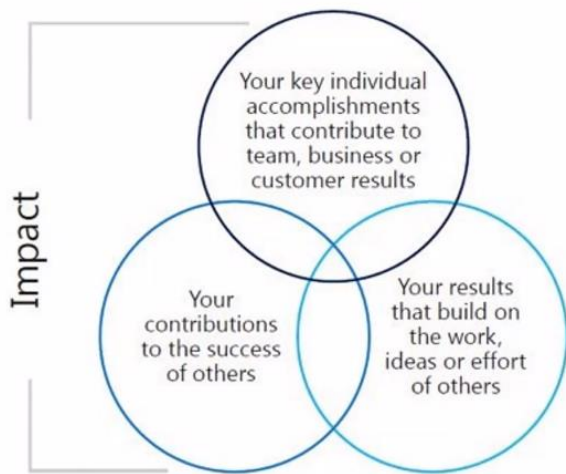 Impact
Your key individual
accomplishments
that contribute to
team, business or
customer results
Your
contributions
to the success
of others
Your results
that build on
the work,
ideas or effort
of others